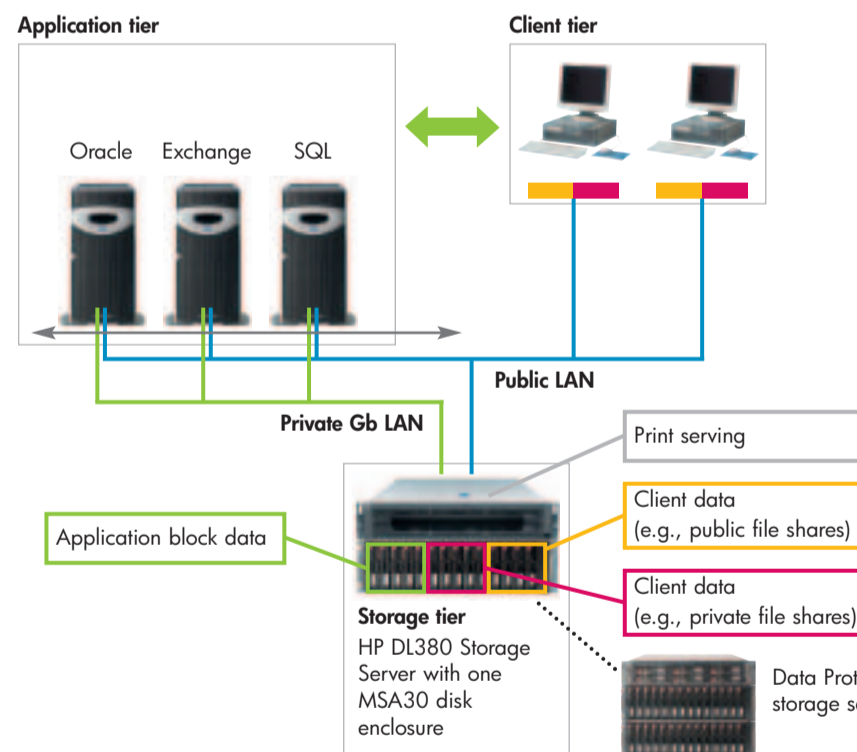 Application tier
Client tier
Oracle
Exchange
SQL
Public LAN
Private Gb LAN
Print serving
Client data
(e.g., public file shares)
Application block data
Client data
(e.g., private file shares)
Storage tier
HP DL380 Storage
Server with one
MSA30 disk
enclosure
Data
storage